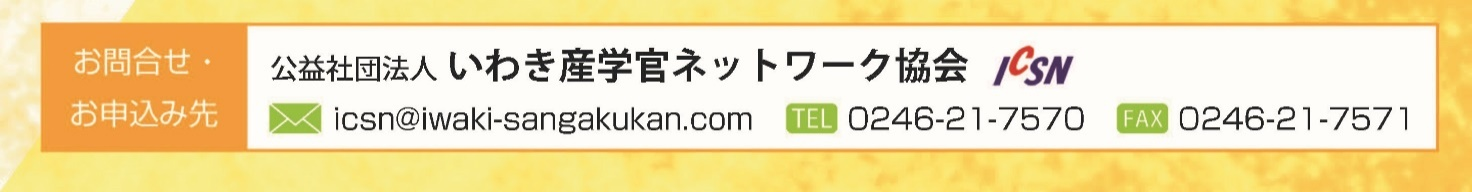 お問合せ・
お申込み先
公益社団法人 いわき産学官ネットワーク協会 ICSN
icsn@iwaki-sangakukan.com TEL 0246-21-7570 FAX 0246-21-7571